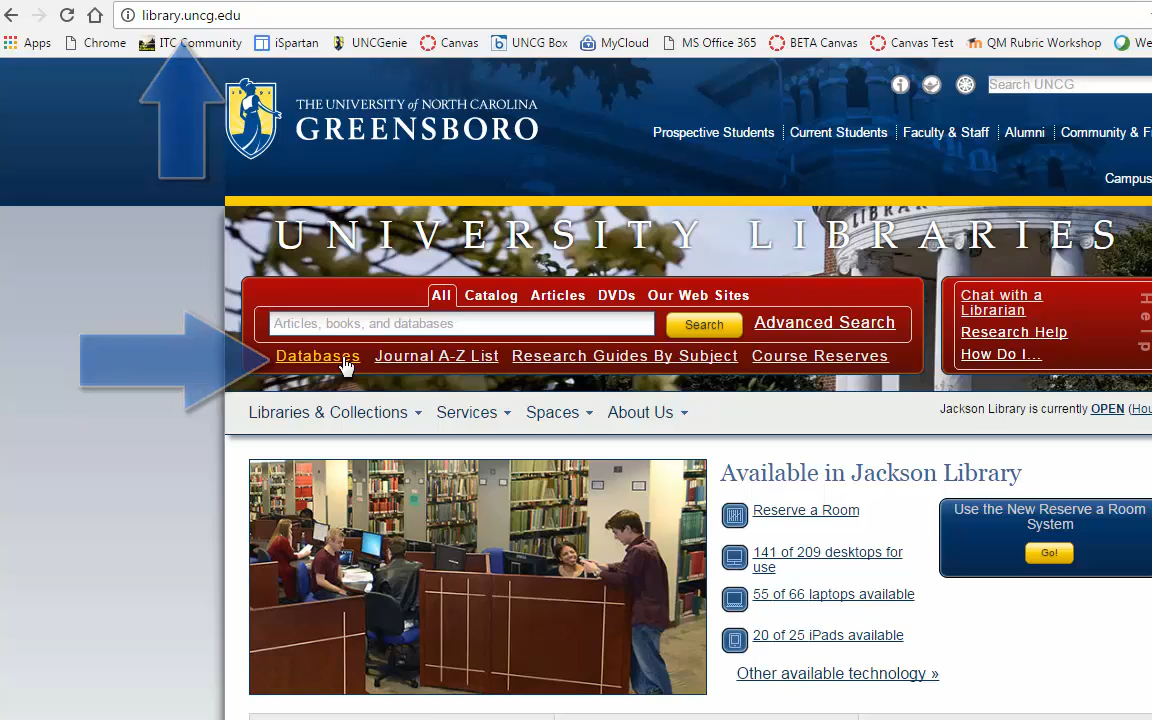 library.uncg.edu
Apps Chrome ITC Community iSpartan UNCGenie Canvas UNCG Box MyCloud MS Office 365 BETA Canvas Canvas Test QM Rubric Workshop We
THE UNIVERSITY of NORTH CAROLINA
GREENSBORO
Search UNCG
Prospective Students Current Students Faculty & Staff Alumni Community & F
Campus
UNIVERSITY LIBRARIES
All Catalog Articles DVDs Our Web Sites
Articles, books, and databases Search Advanced Search
Databases Journal A-Z List Research Guides By Subject Course Reserves
Chat with a
Librarian
Research Help
How Do I...
Help
Libraries & Collections Services Spaces About Us
Jackson Library is currently OPEN (Hou
Available in Jackson Library
Reserve a Room
141 of 209 desktops for
use
55 of 66 laptops available
20 of 25 iPads available
Other available technology »
Use the New Reserve a Room
System
Go!